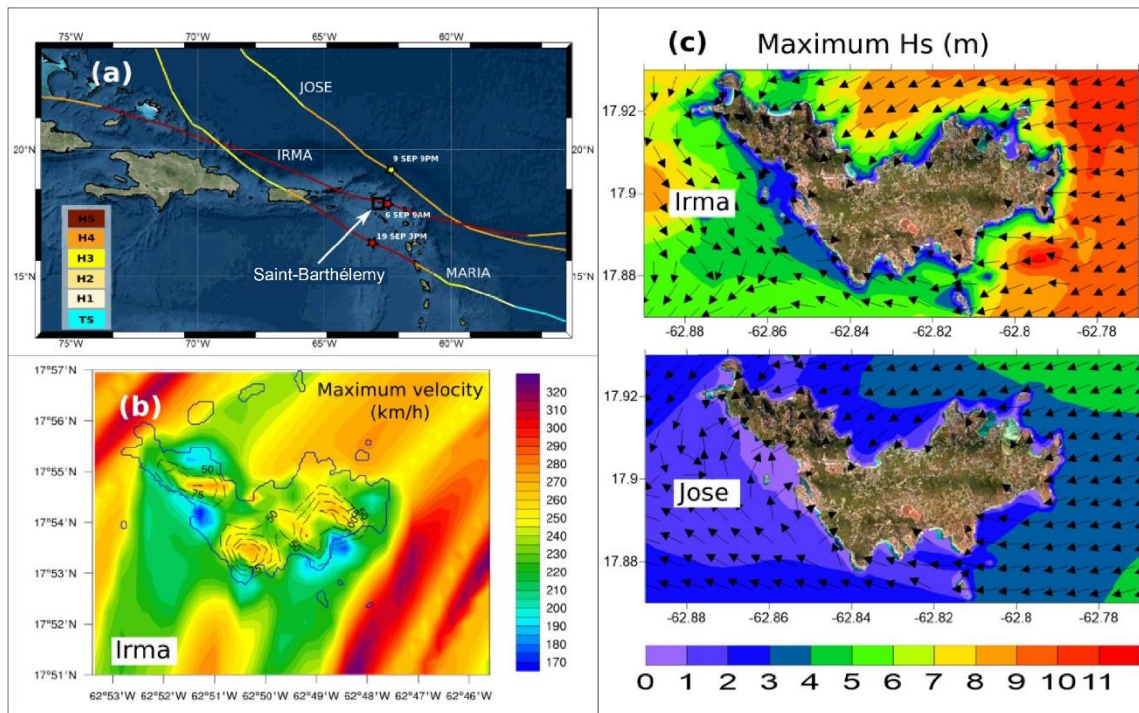 75°W 70°W 65°W 60°W
(a)
JOSE
20°N 20°N
IRMA
9 SEP 9PM
6 SEP 9AM
19 SEP 3PM
H5
H4
H3
H2
H1
TS
Saint-Barthélemy
MARIA
15°N 15°N
75°W 70°W 65°W 60°W
(b)
Maximum velocity
(km/h)
17°57'N
17°56'N
17°55'N
17°54'N
17°53'N
17°52'N
17°51'N
50
75
50
50
Irma
320
310
300
290
280
270
260
250
240
230
220
210
200
190
180
170
62°53'W 62°52'W 62°51'W 62°50'W 62°49'W 62°48'W 62°47'W 62°46'W
(c) Maximum Hs (m)
17.92
17.9
17.88
Irma
-62.88 -62.86 -62.84 -62.82 -62.8 -62.78
17.92
17.9
17.88
Jose
-62.88 -62.86 -62.84 -62.82 -62.8 -62.78
0 1 2 3 4 5 6 7 8 9 10 11